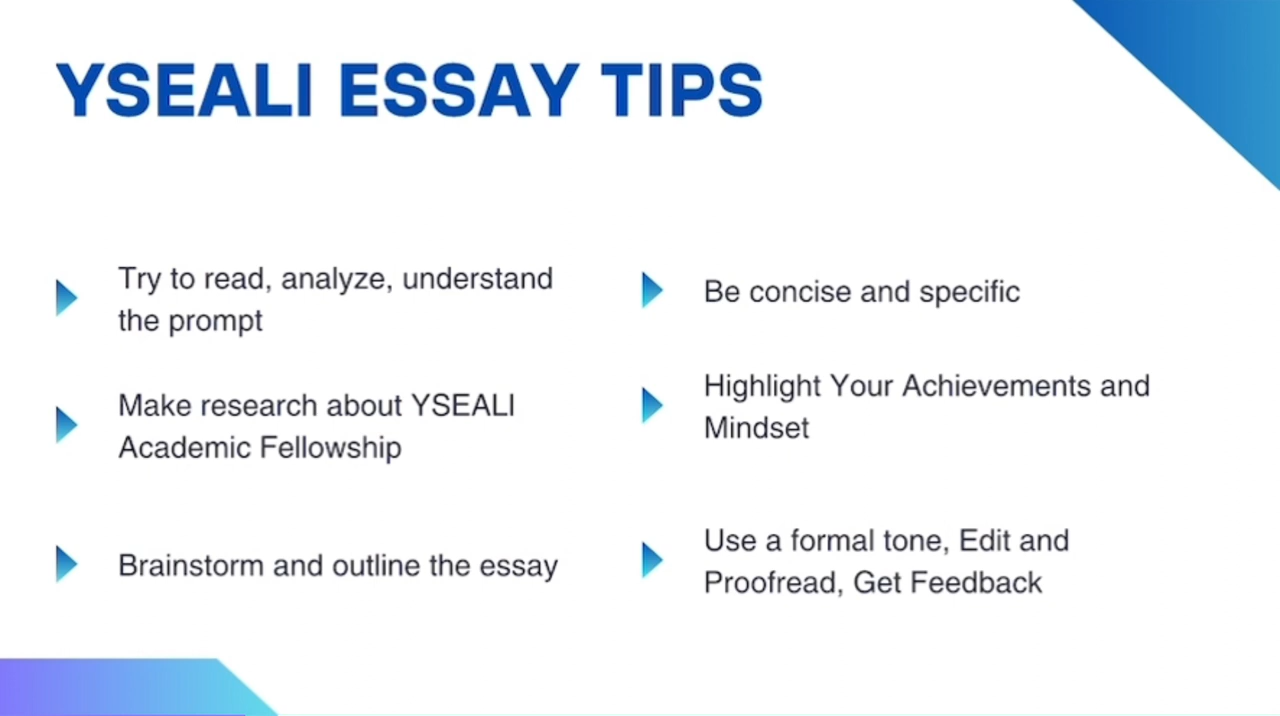 YSEALI ESSAY TIPS
Try to read, analyze, understand
the prompt
Make research about YSEALI
Academic Fellowship
Brainstorm and outline the essay
Be concise and specific
Highlight Your Achievements and
Mindset
Use a formal tone, Edit and
Proofread, Get Feedback